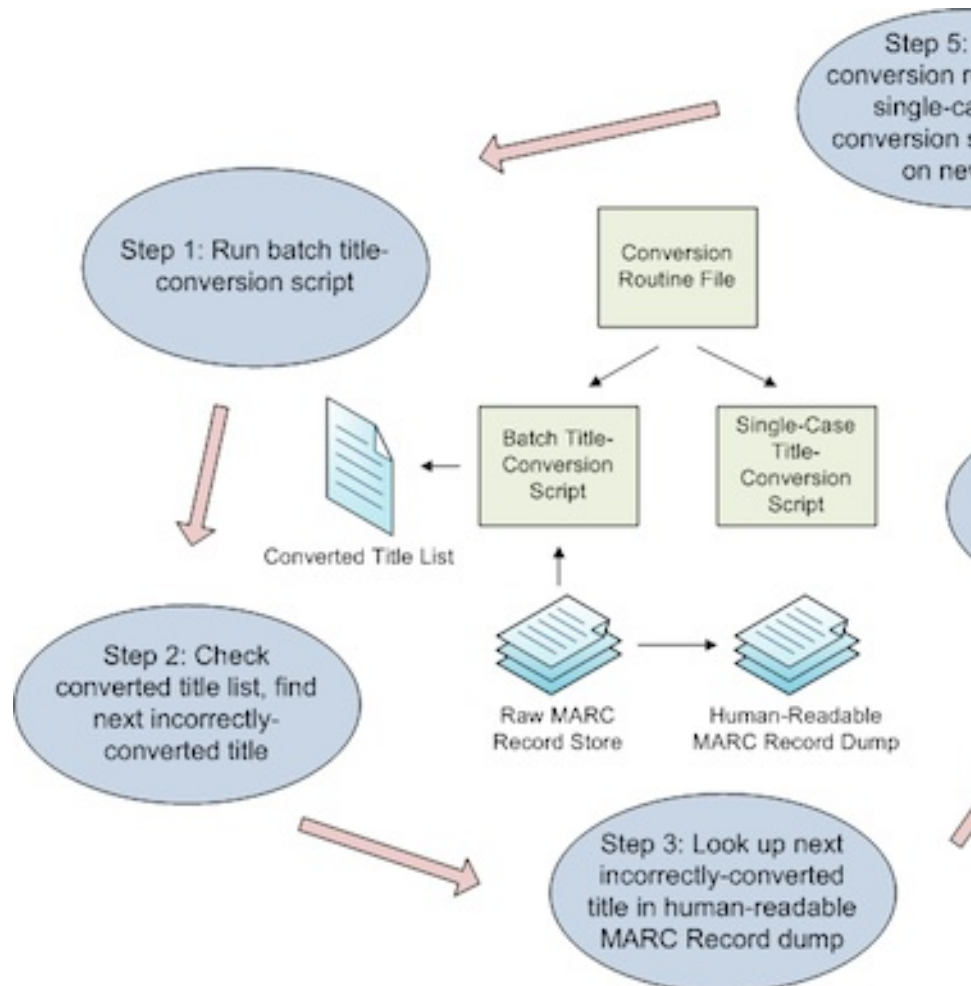 Step 5:
conversion
single-ca
conversion
on
Step 1: Run batch title-
conversion script
Conversion
Routine File
Batch Title-
Conversion
Script
Single-Case
Title-
Conversion
Script
Converted Title List
Step 2: Check
converted title list, find
next incorrectly-
converted title
Raw MARC
Record Store
Human-Readable
MARC Record Dump
Step 3: Look up next
incorrectly-converted
title in human-readable
MARC Record dump